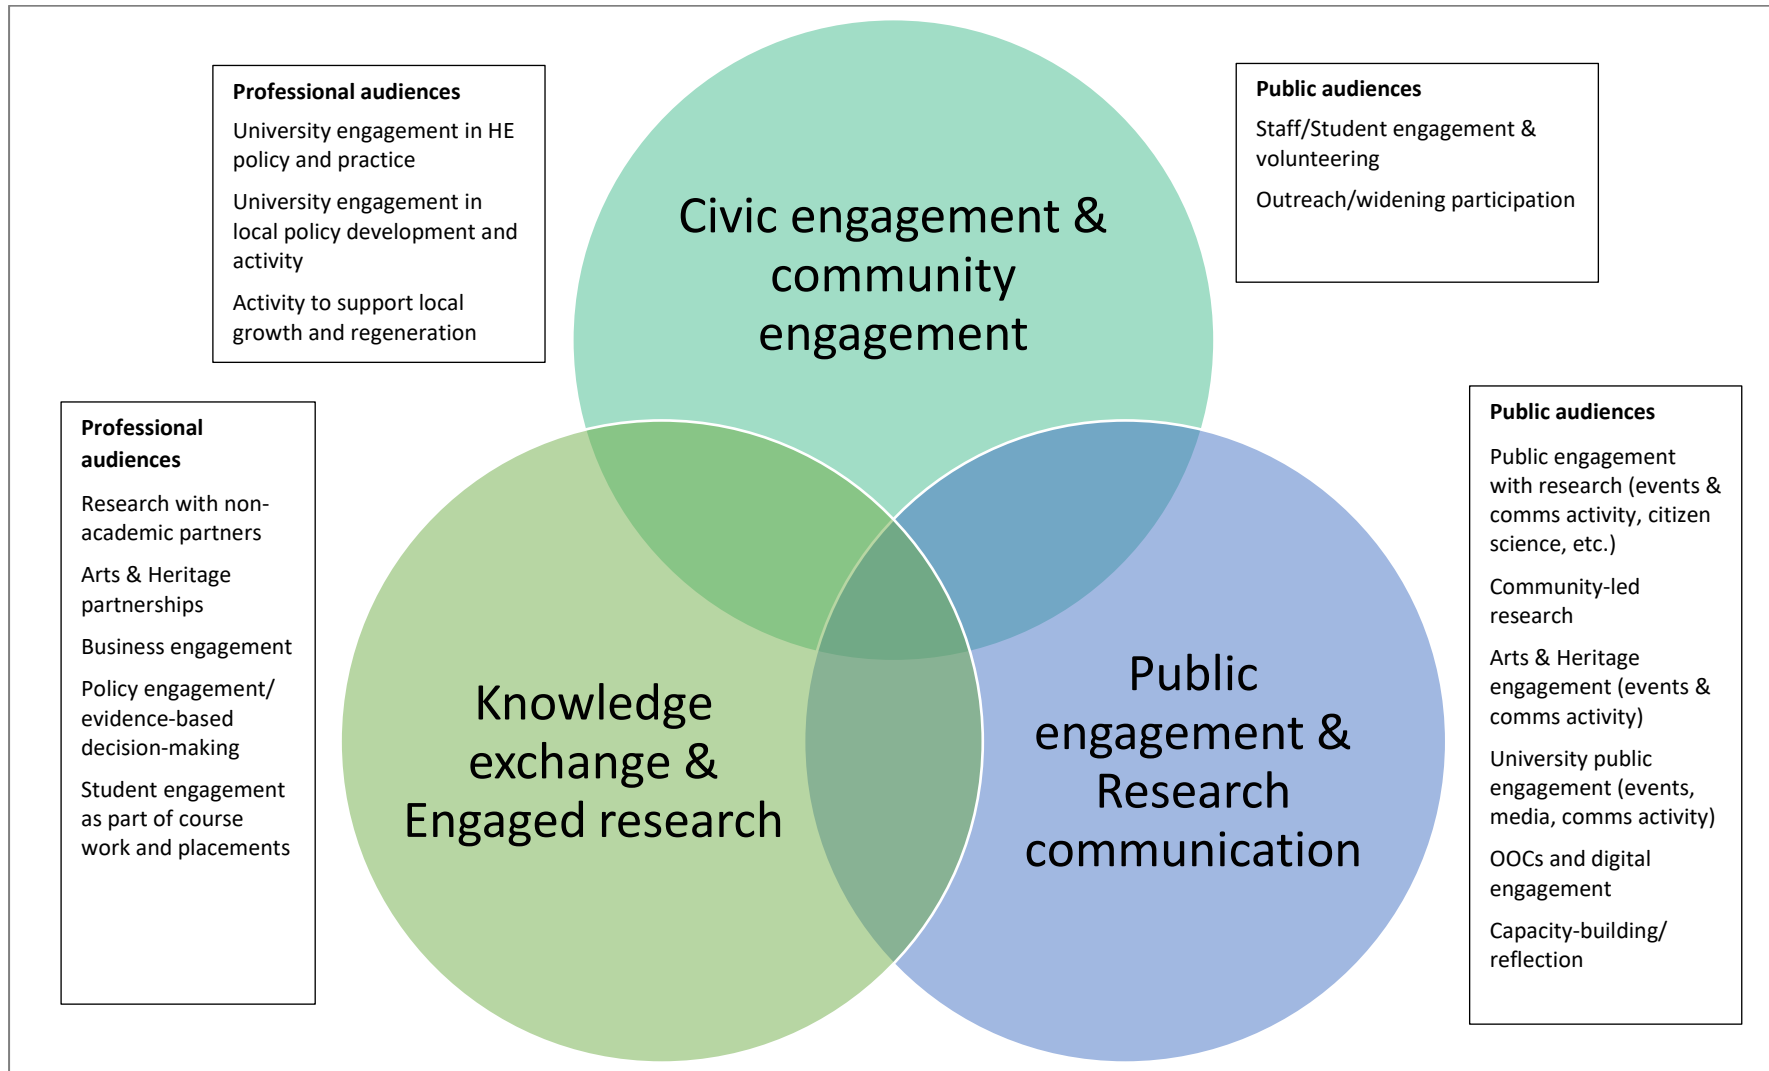 Professional audiences
University engagement in HE
policy and practice
University engagement in
local policy development and
activity
Activity to support local
growth and regeneration
Public audiences
Staff/Student engagement &
volunteering
Outreach/widening participation
Civic engagement &
community
engagement
Professional
audiences
Research with non-
academic partners
Arts & Heritage
partnerships
Business engagement
Policy engagement/
evidence-based
decision-making
Student engagement
as part of course
work and placements
Knowledge
exchange &
Engaged research
Public
engagement &
Research
communication
Public audiences
Public engagement
with research (events &
comms activity, citizen
science, etc.)
Community-led
research
Arts & Heritage
engagement (events &
comms activity)
University public
engagement (events,
media, comms activity)
OOCs and digital
engagement
Capacity-building/
reflection